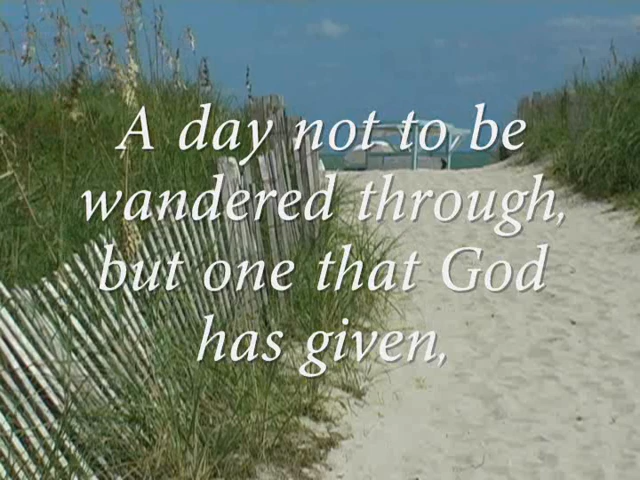 A day not to be
wandered through,
but one that God
has given,